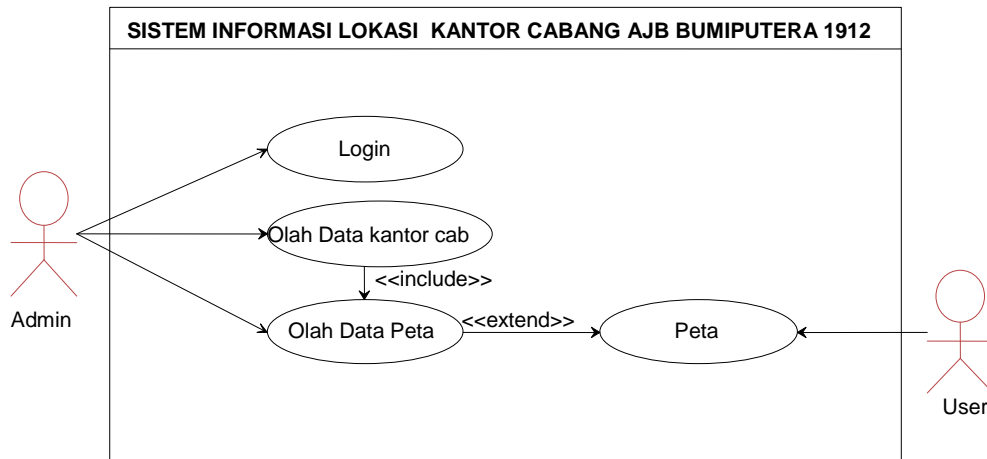 SISTEM INFORMASI LOKASI KANTOR CABANG AJB BUMIPUTERA 1912
Login
Olah Data kantor cab
<<include>>
Admin
Olah Data Peta
<<extend>>
Peta
User